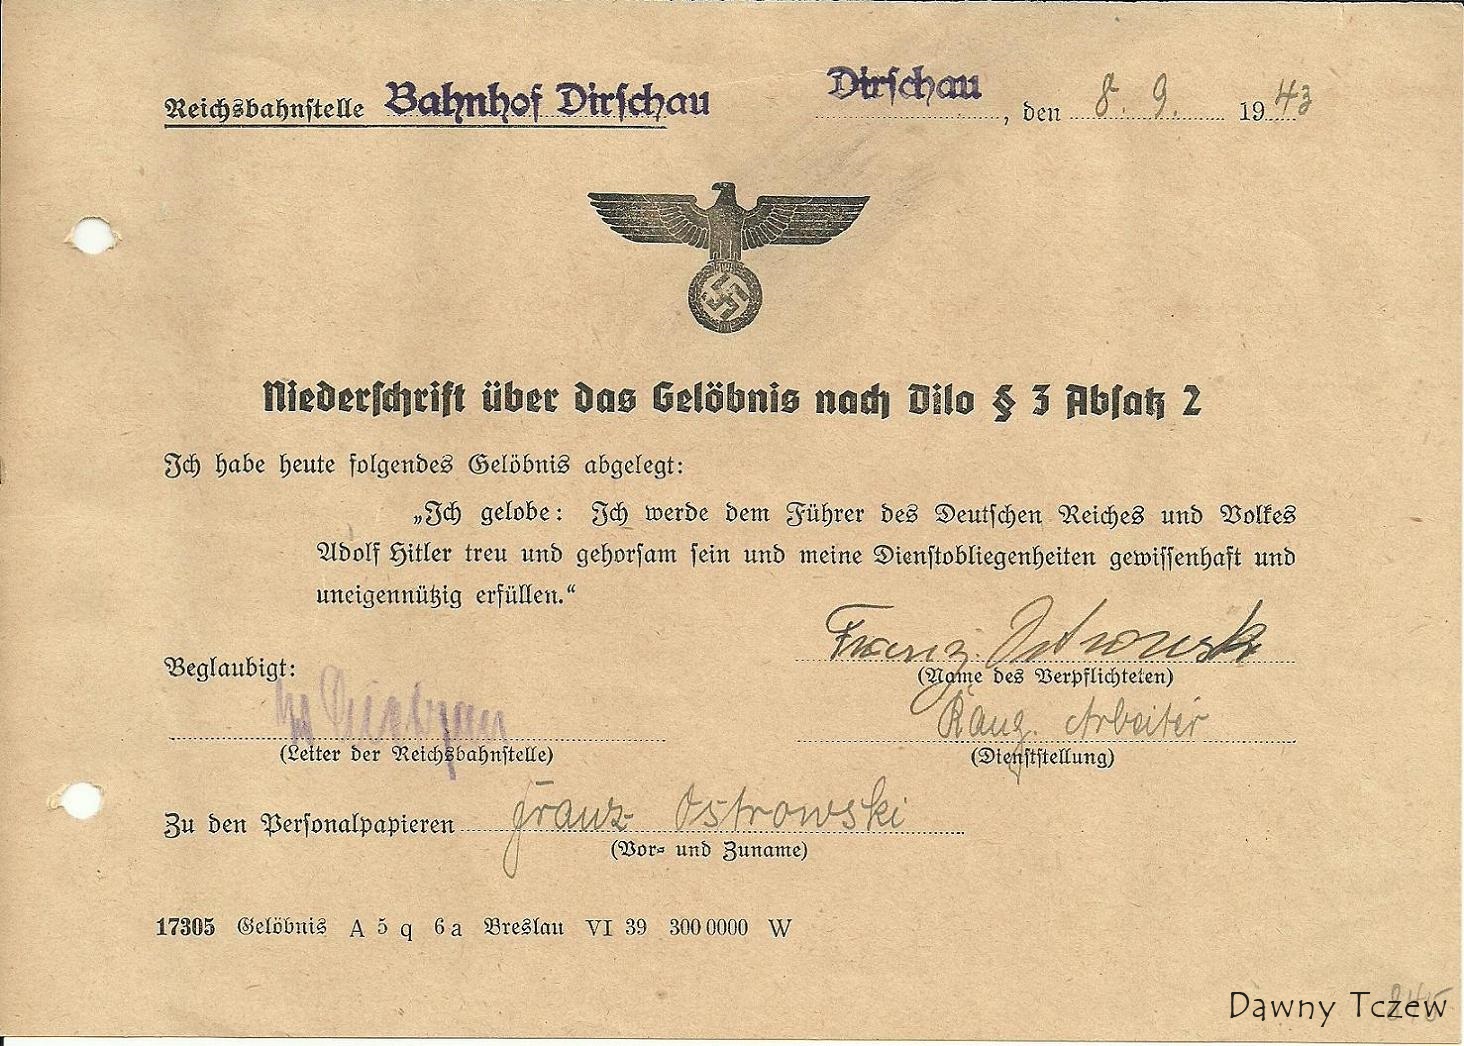 Reichsbahnstelle Bahnhof Dirschau Dirschau, den 8. 9. 1943
Niederschrift über das Gelöbnis nach Dilo § 3 Absatz 2
Ich habe heute folgendes Gelöbnis abgelegt:
„Ich gelobe: Ich werde dem Führer des Deutschen Reiches und Volkes
Adolf Hitler treu und gehorsam sein und meine Dienstobliegenheiten gewissenhaft und
uneigennützig erfüllen.“
Franz Ostrowski
Beglaubigt:
(Name des Verpflichteten)
Rang. Arbeiter
(Leiter der Reichsbahnstelle)
(Dienststellung)
Zu den Personalpapieren Franz Ostrowski
(Vor- und Zuname)
17305 Gelöbnis A 5 q 6a Breslau VI 39 300 0000 W
Dawny Tczew